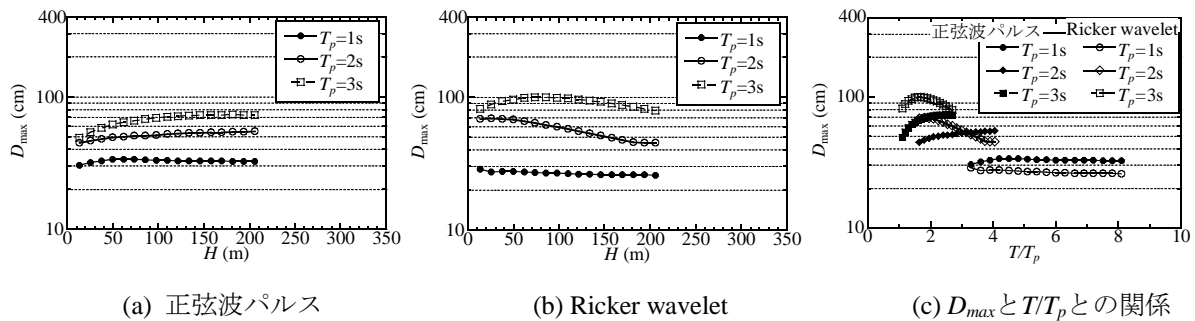 400
100
10
D_max (cm)
0 50 100 150 200 250 300 350
H (m)
T_p=1s
T_p=2s
T_p=3s
(a) 正弦波パルス
400
100
10
D_max (cm)
0 50 100 150 200 250 300 350
H (m)
T_p=1s
T_p=2s
T_p=3s
(b) Ricker wavelet
400
100
10
D_max (cm)
0 2 4 6 8 10
T/T_p
正弦波パルス Ricker wavelet
T_p=1s T_p=1s
T_p=2s T_p=2s
T_p=3s T_p=3s
(c) D_maxとT/T_pとの関係